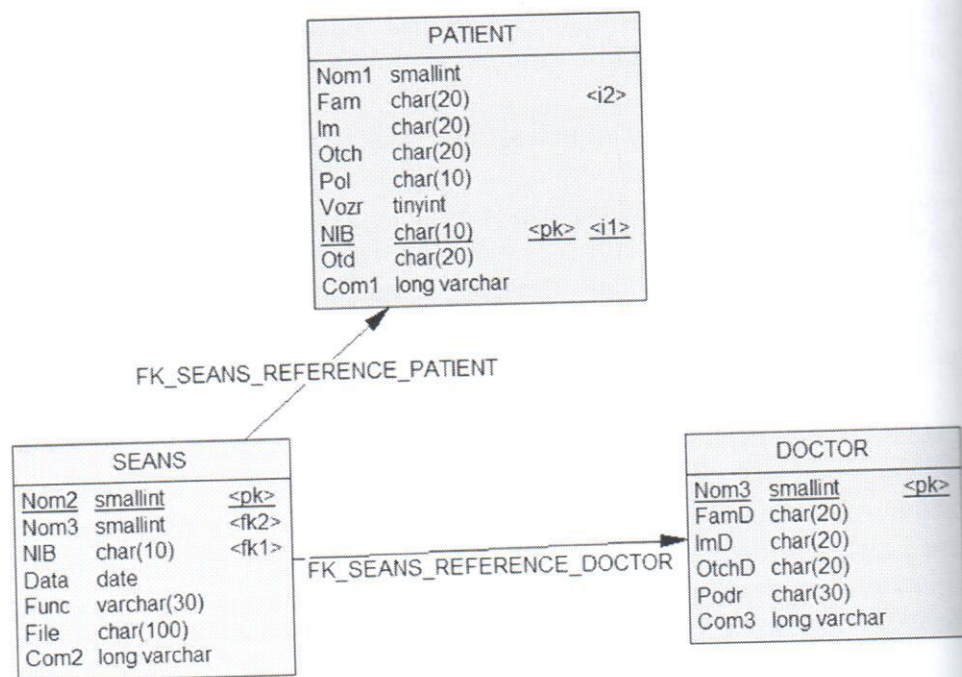 PATIENT
Nom1 smallint
Fam char(20) <i2>
Im char(20)
Otch char(20)
Pol char(10)
Vozr tinyint
NIB char(10) <pk> <i1>
Otd char(20)
Com1 long varchar
FK_SEANS_REFERENCE_PATIENT
SEANS
Nom2 smallint <pk>
Nom3 smallint <fk2>
NIB char(10) <fk1>
Data date
Func varchar(30)
File char(100)
Com2 long varchar
FK_SEANS_REFERENCE_DOCTOR
DOCTOR
Nom3 smallint <pk>
FamD char(20)
ImD char(20)
OtchD char(20)
Podr char(30)
Com3 long varchar